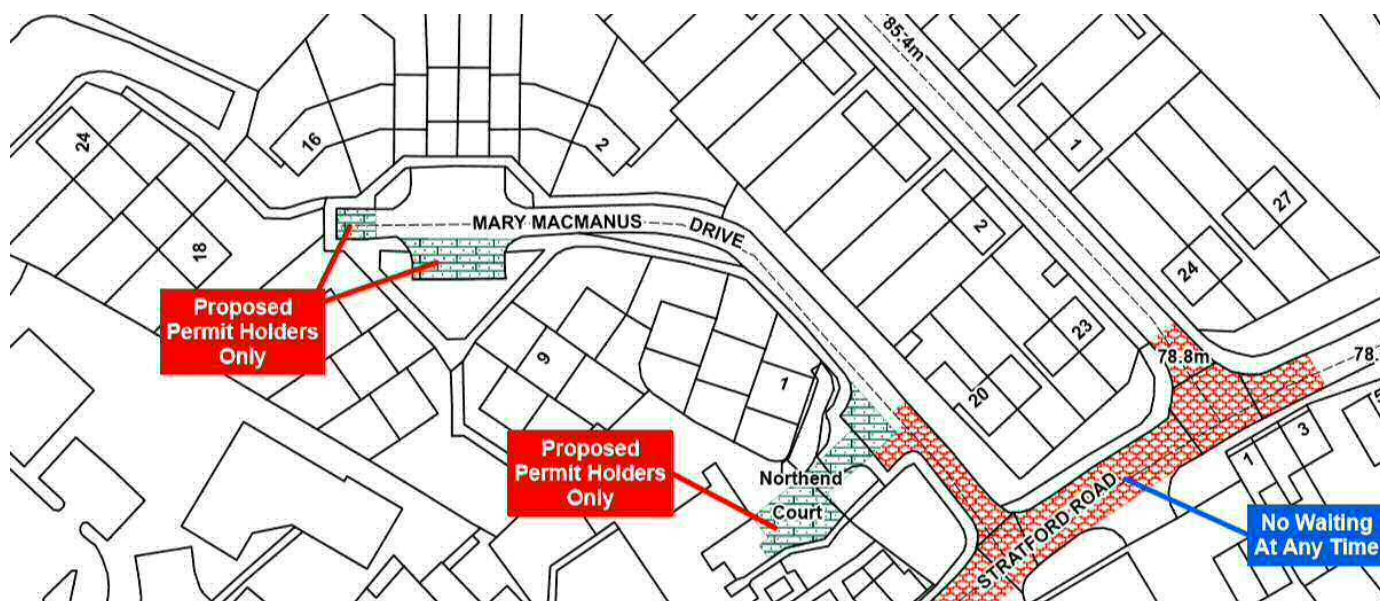 85.4m
24
16
2
1
27
MARY MACMANUS DRIVE
2
18
24
Proposed
Permit Holders
Only
23
78.8m
78.
9
1
20
Proposed
Permit Holders
Only
3
1
Northend
Court
STRATFORD ROAD
No Waiting
At Any Time